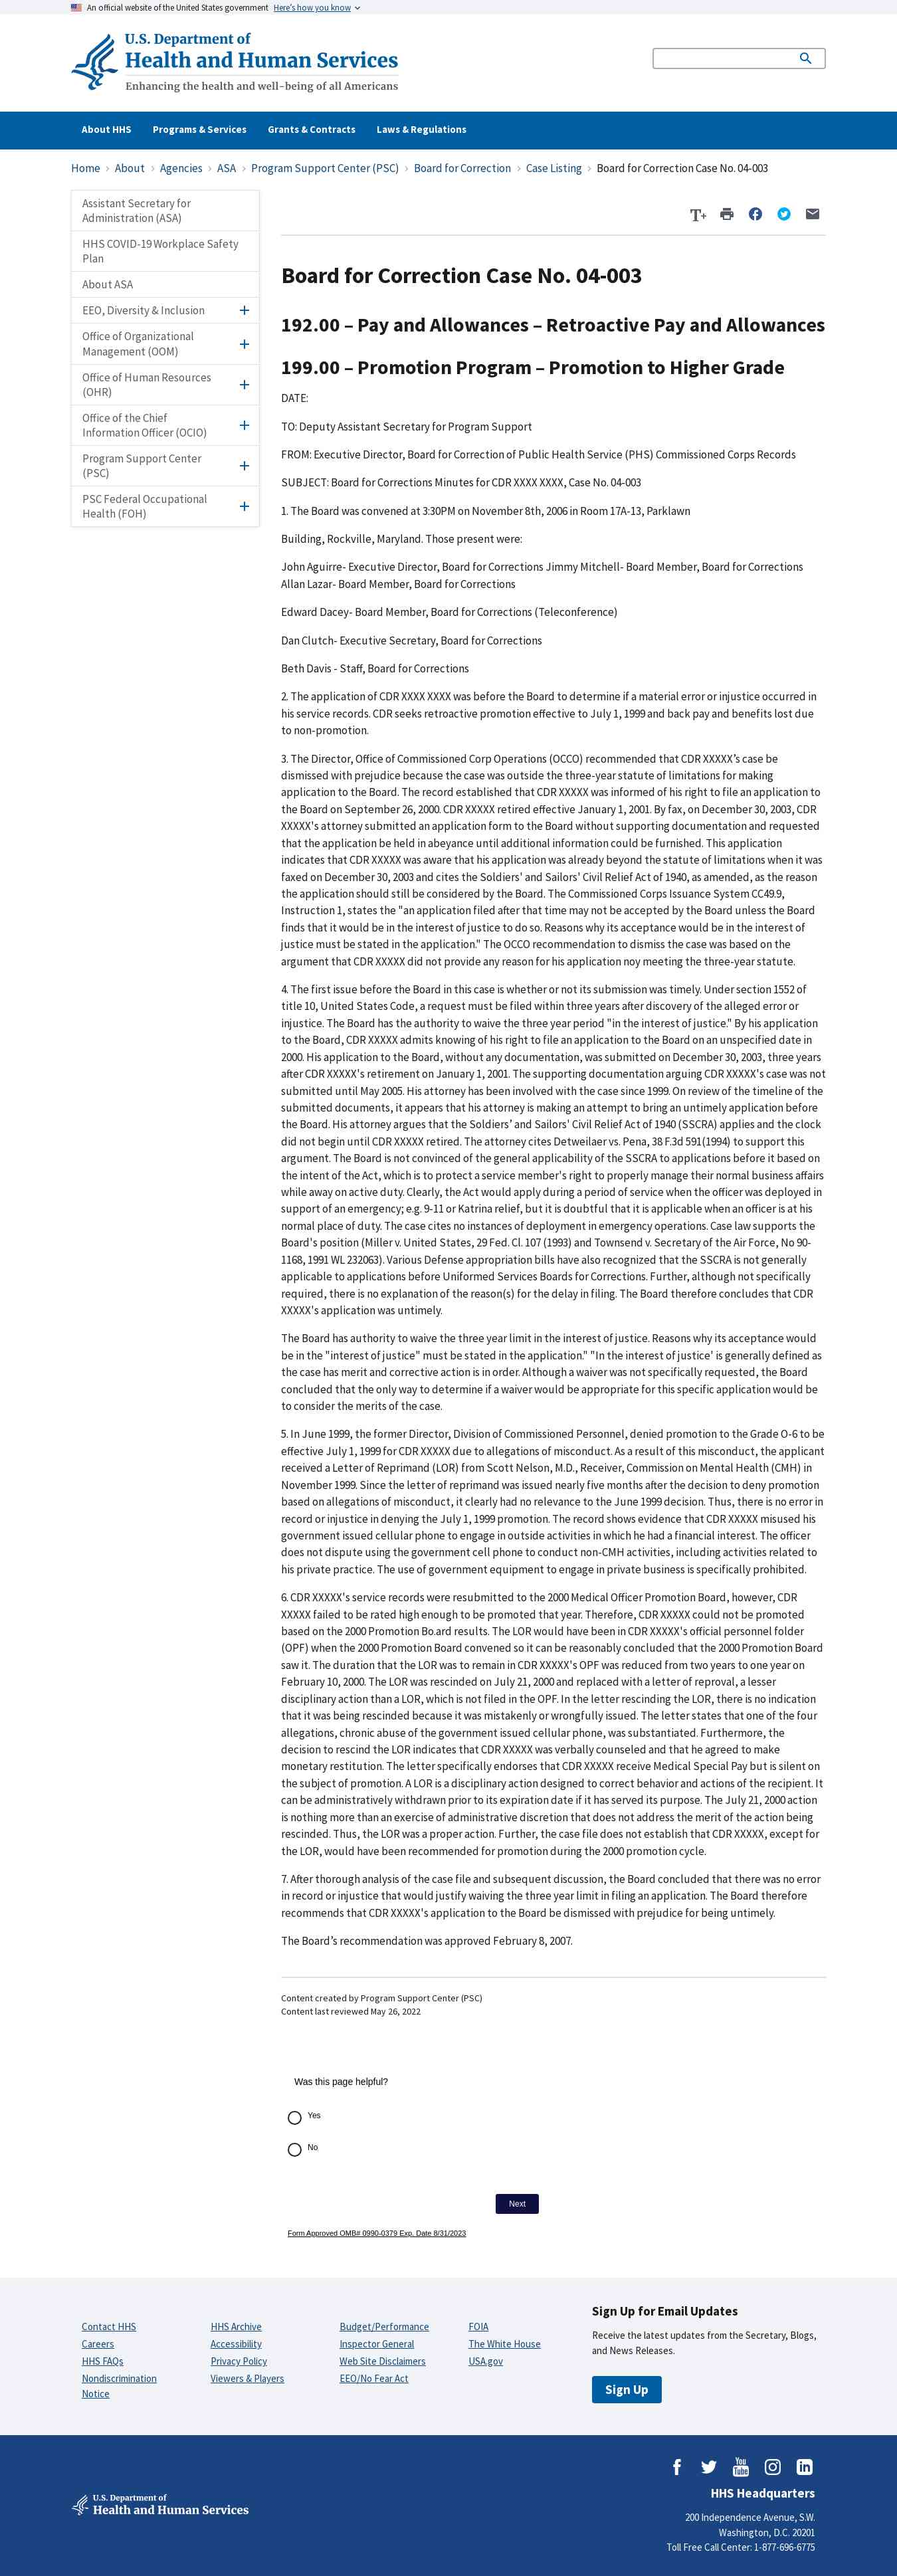 An official website of the United States government Here's how you know
U.S. Department of
Health and Human Services
Enhancing the health and well-being of all Americans
About HHS Programs & Services Grants & Contracts Laws & Regulations
Home › About › Agencies › ASA › Program Support Center (PSC) › Board for Correction › Case Listing › Board for Correction Case No. 04-003
Assistant Secretary for
Administration (ASA)
HHS COVID-19 Workplace Safety
Plan
About ASA
EEO, Diversity & Inclusion
Office of Organizational
Management (OOM)
Office of Human Resources
(OHR)
Office of the Chief
Information Officer (OCIO)
Program Support Center
(PSC)
PSC Federal Occupational
Health (FOH)
T+
Board for Correction Case No. 04-003
192.00 – Pay and Allowances – Retroactive Pay and Allowances
199.00 – Promotion Program – Promotion to Higher Grade
DATE:
TO: Deputy Assistant Secretary for Program Support
FROM: Executive Director, Board for Correction of Public Health Service (PHS) Commissioned Corps Records
SUBJECT: Board for Corrections Minutes for CDR XXXX XXXX, Case No. 04-003
1. The Board was convened at 3:30PM on November 8th, 2006 in Room 17A-13, Parklawn
Building, Rockville, Maryland. Those present were:
John Aguirre- Executive Director, Board for Corrections Jimmy Mitchell- Board Member, Board for Corrections
Allan Lazar- Board Member, Board for Corrections
Edward Dacey- Board Member, Board for Corrections (Teleconference)
Dan Clutch- Executive Secretary, Board for Corrections
Beth Davis - Staff, Board for Corrections
2. The application of CDR XXXX XXXX was before the Board to determine if a material error or injustice occurred in
his service records. CDR seeks retroactive promotion effective to July 1, 1999 and back pay and benefits lost due
to non-promotion.
3. The Director, Office of Commissioned Corp Operations (OCCO) recommended that CDR XXXXX’s case be
dismissed with prejudice because the case was outside the three-year statute of limitations for making
application to the Board. The record established that CDR XXXXX was informed of his right to file an application to
the Board on September 26, 2000. CDR XXXXX retired effective January 1, 2001. By fax, on December 30, 2003, CDR
XXXXX's attorney submitted an application form to the Board without supporting documentation and requested
that the application be held in abeyance until additional information could be furnished. This application
indicates that CDR XXXXX was aware that his application was already beyond the statute of limitations when it was
faxed on December 30, 2003 and cites the Soldiers' and Sailors' Civil Relief Act of 1940, as amended, as the reason
the application should still be considered by the Board. The Commissioned Corps Issuance System CC49.9,
Instruction 1, states the "an application filed after that time may not be accepted by the Board unless the Board
finds that it would be in the interest of justice to do so. Reasons why its acceptance would be in the interest of
justice must be stated in the application." The OCCO recommendation to dismiss the case was based on the
argument that CDR XXXXX did not provide any reason for his application noy meeting the three-year statute.
4. The first issue before the Board in this case is whether or not its submission was timely. Under section 1552 of
title 10, United States Code, a request must be filed within three years after discovery of the alleged error or
injustice. The Board has the authority to waive the three year period "in the interest of justice." By his application
to the Board, CDR XXXXX admits knowing of his right to file an application to the Board on an unspecified date in
2000. His application to the Board, without any documentation, was submitted on December 30, 2003, three years
after CDR XXXXX's retirement on January 1, 2001. The supporting documentation arguing CDR XXXXX's case was not
submitted until May 2005. His attorney has been involved with the case since 1999. On review of the timeline of the
submitted documents, it appears that his attorney is making an attempt to bring an untimely application before
the Board. His attorney argues that the Soldiers’ and Sailors' Civil Relief Act of 1940 (SSCRA) applies and the clock
did not begin until CDR XXXXX retired. The attorney cites Detweilaer vs. Pena, 38 F.3d 591(1994) to support this
argument. The Board is not convinced of the general applicability of the SSCRA to applications before it based on
the intent of the Act, which is to protect a service member's right to properly manage their normal business affairs
while away on active duty. Clearly, the Act would apply during a period of service when the officer was deployed in
support of an emergency; e.g. 9-11 or Katrina relief, but it is doubtful that it is applicable when an officer is at his
normal place of duty. The case cites no instances of deployment in emergency operations. Case law supports the
Board's position (Miller v. United States, 29 Fed. Cl. 107 (1993) and Townsend v. Secretary of the Air Force, No 90-
1168, 1991 WL 232063). Various Defense appropriation bills have also recognized that the SSCRA is not generally
applicable to applications before Uniformed Services Boards for Corrections. Further, although not specifically
required, there is no explanation of the reason(s) for the delay in filing. The Board therefore concludes that CDR
XXXXX's application was untimely.
The Board has authority to waive the three year limit in the interest of justice. Reasons why its acceptance would
be in the "interest of justice" must be stated in the application." "In the interest of justice' is generally defined as
the case has merit and corrective action is in order. Although a waiver was not specifically requested, the Board
concluded that the only way to determine if a waiver would be appropriate for this specific application would be
to consider the merits of the case.
5. In June 1999, the former Director, Division of Commissioned Personnel, denied promotion to the Grade O-6 to be
effective July 1, 1999 for CDR XXXXX due to allegations of misconduct. As a result of this misconduct, the applicant
received a Letter of Reprimand (LOR) from Scott Nelson, M.D., Receiver, Commission on Mental Health (CMH) in
November 1999. Since the letter of reprimand was issued nearly five months after the decision to deny promotion
based on allegations of misconduct, it clearly had no relevance to the June 1999 decision. Thus, there is no error in
record or injustice in denying the July 1, 1999 promotion. The record shows evidence that CDR XXXXX misused his
government issued cellular phone to engage in outside activities in which he had a financial interest. The officer
does not dispute using the government cell phone to conduct non-CMH activities, including activities related to
his private practice. The use of government equipment to engage in private business is specifically prohibited.
6. CDR XXXXX's service records were resubmitted to the 2000 Medical Officer Promotion Board, however, CDR
XXXXX failed to be rated high enough to be promoted that year. Therefore, CDR XXXXX could not be promoted
based on the 2000 Promotion Bo.ard results. The LOR would have been in CDR XXXXX's official personnel folder
(OPF) when the 2000 Promotion Board convened so it can be reasonably concluded that the 2000 Promotion Board
saw it. The duration that the LOR was to remain in CDR XXXXX's OPF was reduced from two years to one year on
February 10, 2000. The LOR was rescinded on July 21, 2000 and replaced with a letter of reproval, a lesser
disciplinary action than a LOR, which is not filed in the OPF. In the letter rescinding the LOR, there is no indication
that it was being rescinded because it was mistakenly or wrongfully issued. The letter states that one of the four
allegations, chronic abuse of the government issued cellular phone, was substantiated. Furthermore, the
decision to rescind the LOR indicates that CDR XXXXX was verbally counseled and that he agreed to make
monetary restitution. The letter specifically endorses that CDR XXXXX receive Medical Special Pay but is silent on
the subject of promotion. A LOR is a disciplinary action designed to correct behavior and actions of the recipient. It
can be administratively withdrawn prior to its expiration date if it has served its purpose. The July 21, 2000 action
is nothing more than an exercise of administrative discretion that does not address the merit of the action being
rescinded. Thus, the LOR was a proper action. Further, the case file does not establish that CDR XXXXX, except for
the LOR, would have been recommended for promotion during the 2000 promotion cycle.
7. After thorough analysis of the case file and subsequent discussion, the Board concluded that there was no error
in record or injustice that would justify waiving the three year limit in filing an application. The Board therefore
recommends that CDR XXXXX's application to the Board be dismissed with prejudice for being untimely.
The Board’s recommendation was approved February 8, 2007.
Content created by Program Support Center (PSC)
Content last reviewed May 26, 2022
Was this page helpful?
Yes
No
Next
Form Approved OMB# 0990-0379 Exp. Date 8/31/2023
Contact HHS
Careers
HHS FAQs
Nondiscrimination
Notice
HHS Archive
Accessibility
Privacy Policy
Viewers & Players
Budget/Performance
Inspector General
Web Site Disclaimers
EEO/No Fear Act
FOIA
The White House
USA.gov
Sign Up for Email Updates
Receive the latest updates from the Secretary, Blogs,
and News Releases.
Sign Up
U.S. Department of
Health and Human Services
You
Tube
HHS Headquarters
200 Independence Avenue, S.W.
Washington, D.C. 20201
Toll Free Call Center: 1-877-696-6775